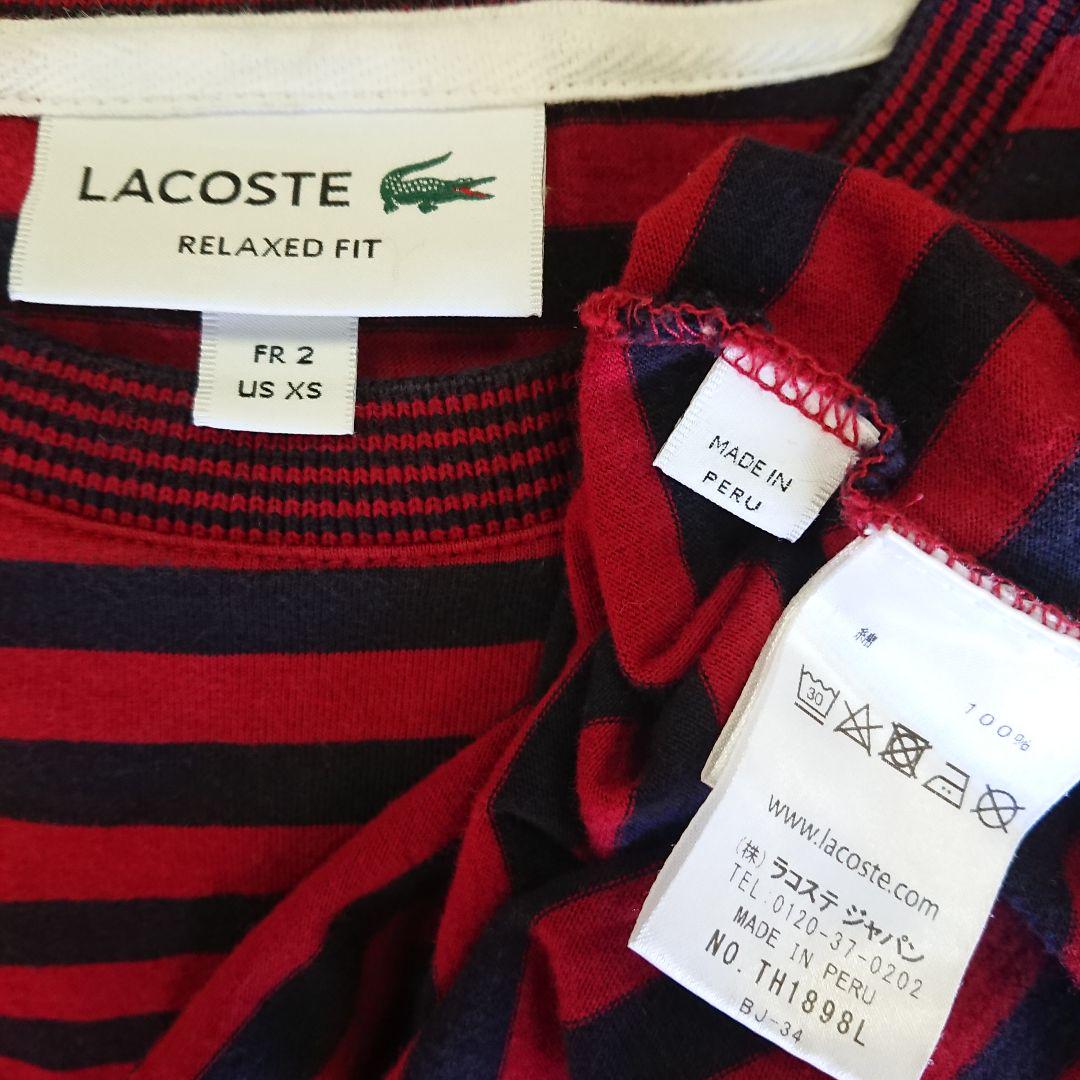 LACOSTE
RELAXED FIT
FR 2
US XS
MADE IN
PERU
綿 100%
30
www.lacoste.com
(株) ラコステ ジャパン
TEL:0120-37-0202
MADE IN PERU
NO. TH1898L
BJ-34